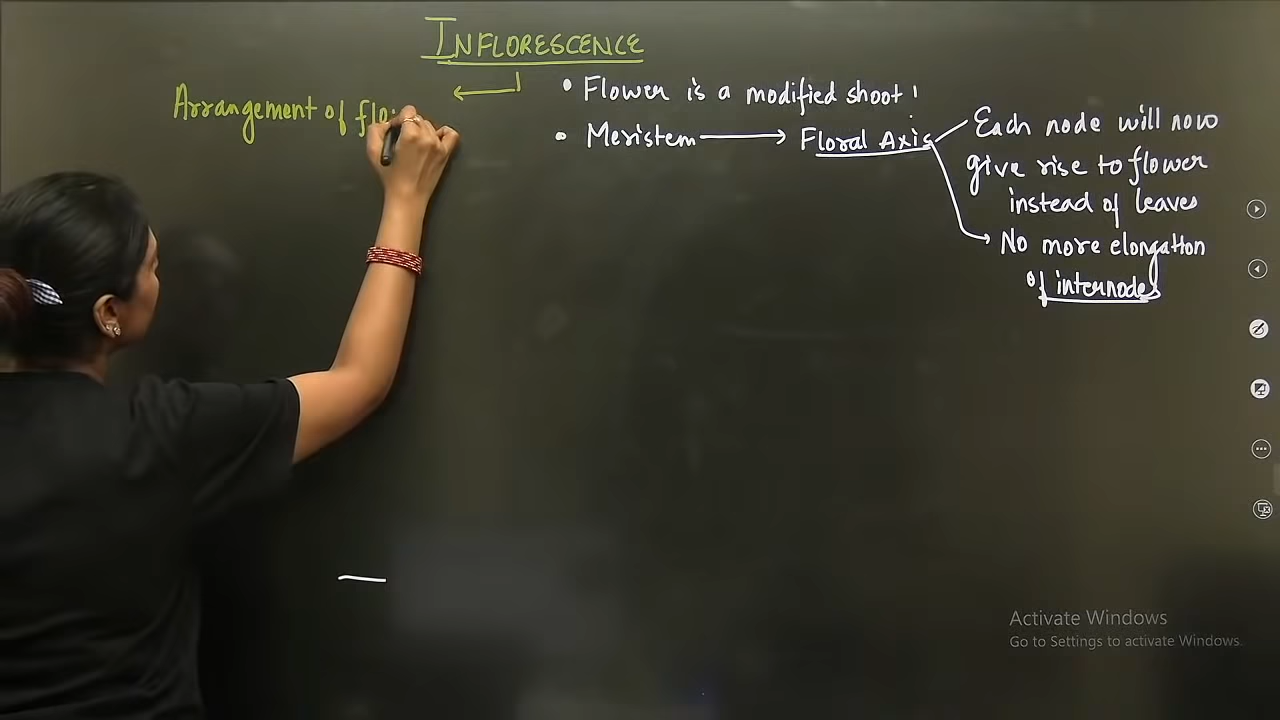 INFLORESCENCE
Arrangement of
• Flower is a modified shoot!
• Meristem → Floral Axis
Each node will now
give rise to flower
instead of leaves
→ No more elongation
of internodes
Activate Windows
Go to Settings to activate Windows.